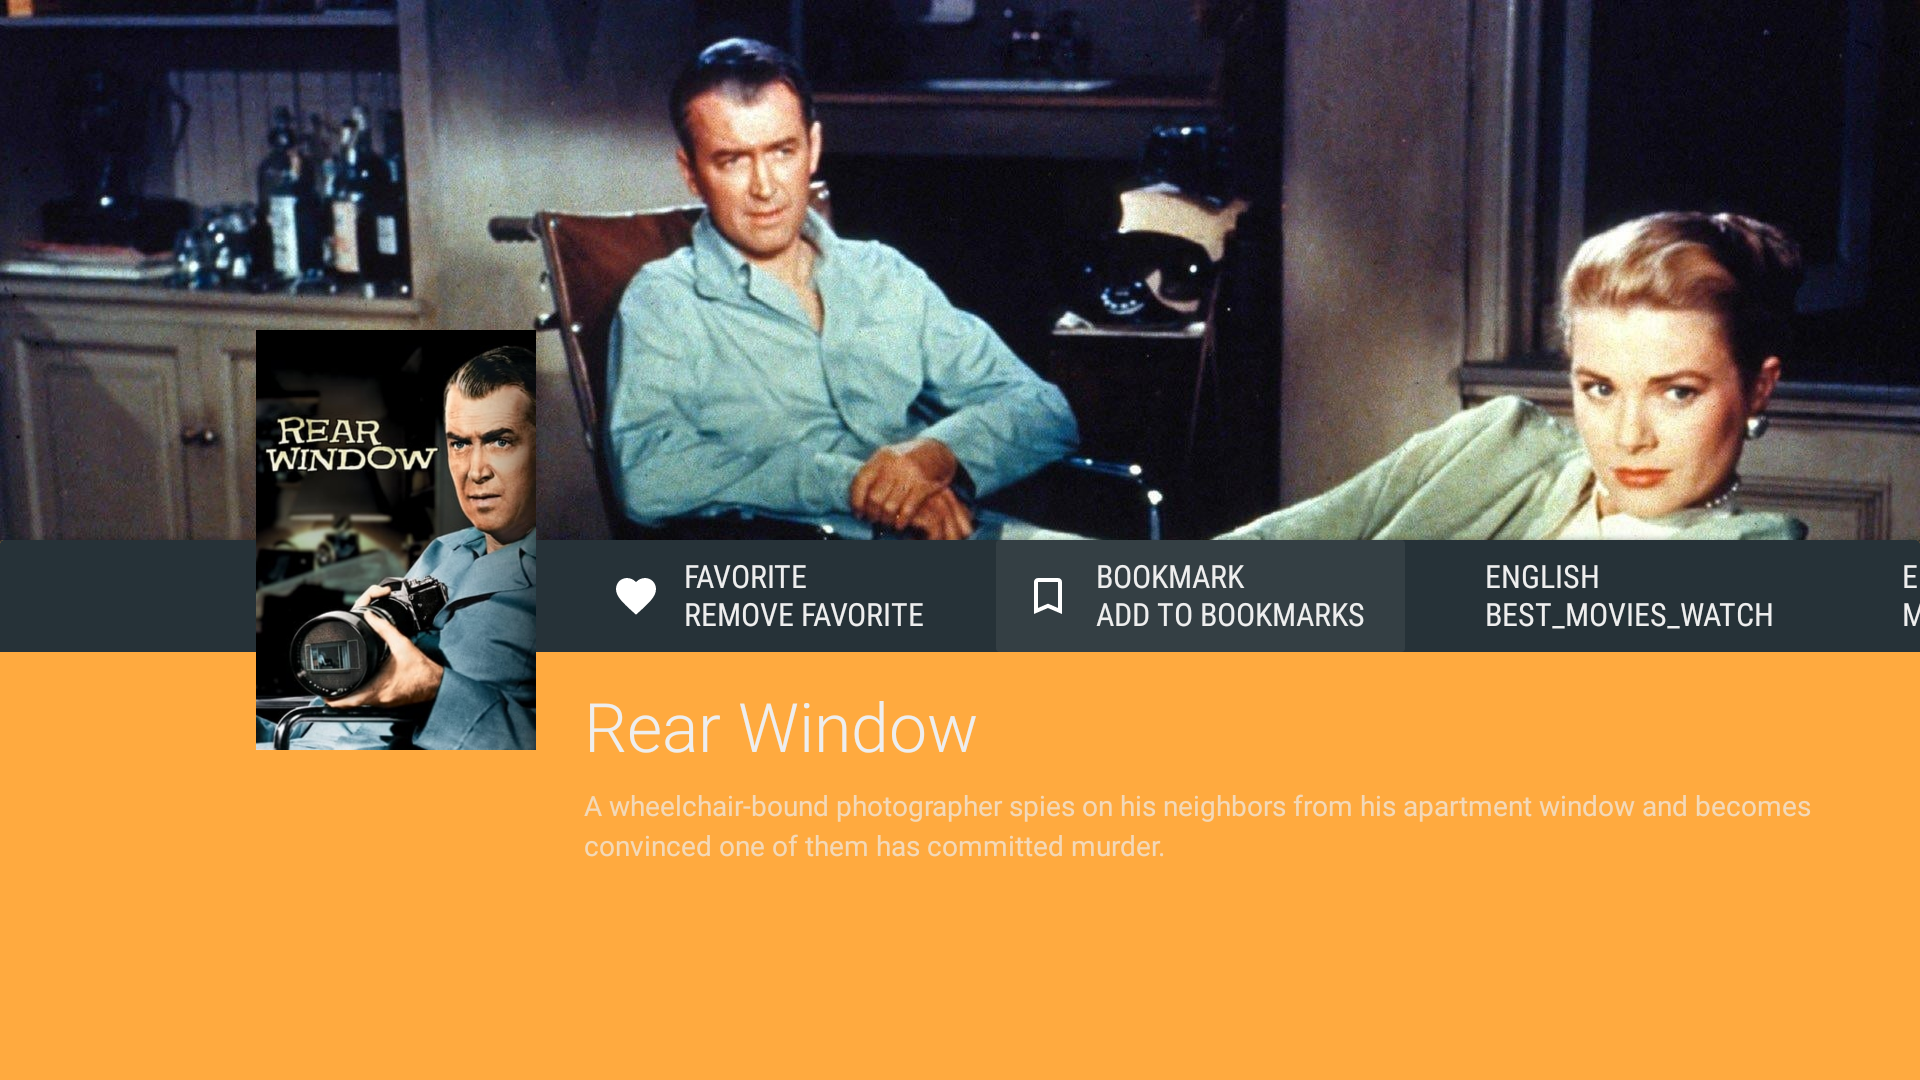 REAR
WINDOW
FAVORITE
REMOVE FAVORITE
BOOKMARK
ADD TO BOOKMARKS
ENGLISH
BEST_MOVIES_WATCH
E
M
Rear Window
A wheelchair-bound photographer spies on his neighbors from his apartment window and becomes
convinced one of them has committed murder.